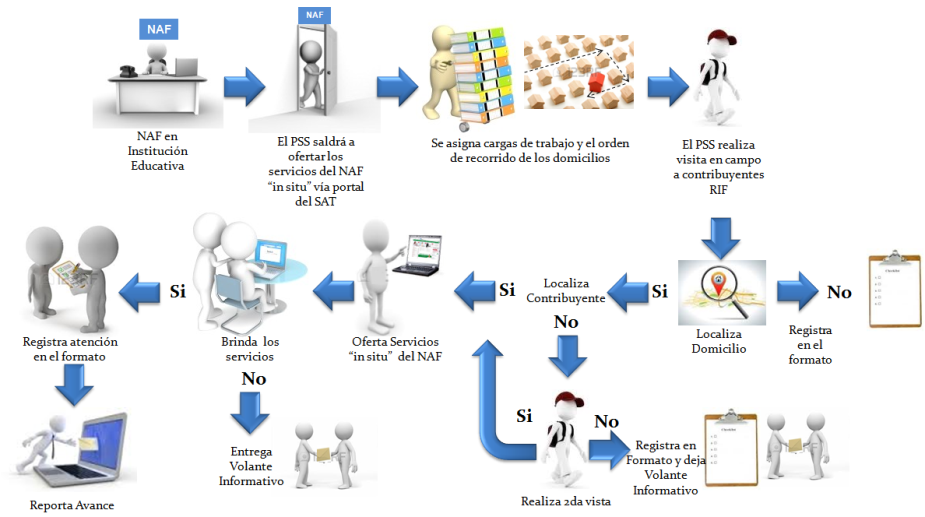 NAF
NAF
NAF en
Institución
Educativa
El PSS saldrá a
ofertar los
servicios del NAF
“in situ” vía portal
del SAT
Se asigna cargas de trabajo y el orden
de recorrido de los domicilios
El PSS realiza
visita en campo
a contribuyentes
RIF
Localiza
Domicilio
No
Registra
en el
formato
Si
Localiza
Contribuyente
Si
No
Oferta Servicios
“in situ” del NAF
Brinda los
servicios
Si
No
Registra atención
en el formato
Reporta Avance
Entrega
Volante
Informativo
Si
No
Realiza 2da vista
Registra en
Formato y deja
Volante
Informativo